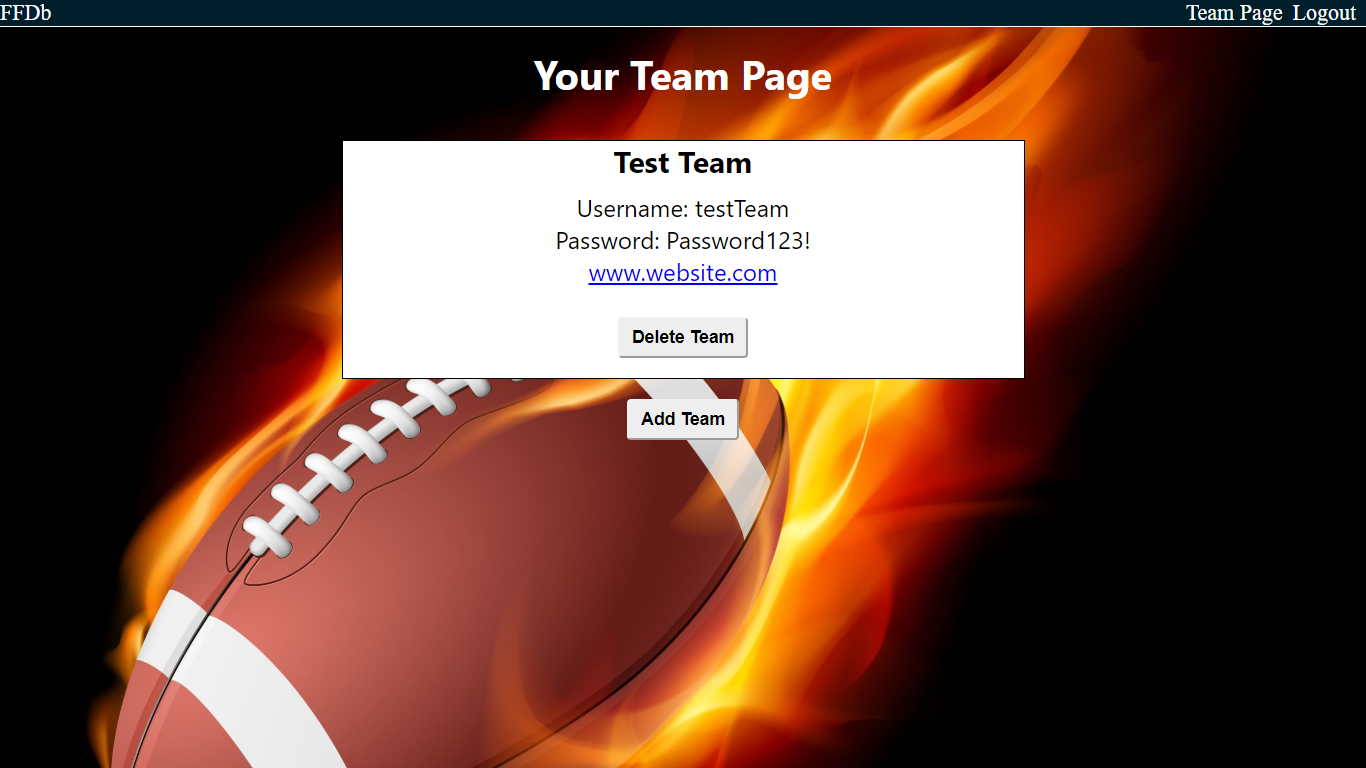 FFDb
Team Page Logout
Your Team Page
Test Team
Username: testTeam
Password: Password123!
www.website.com
Delete Team
Add Team